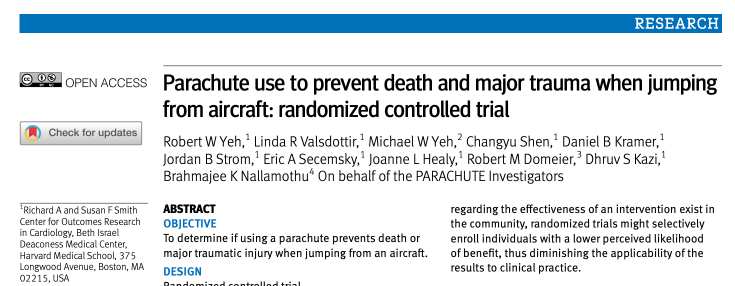 RESEARCH
OPEN ACCESS
Check for updates
Parachute use to prevent death and major trauma when jumping
from aircraft: randomized controlled trial
Robert W Yeh,1 Linda R Valsdottir,1 Michael W Yeh,2 Changyu Shen,1 Daniel B Kramer,1
Jordan B Strom,1 Eric A Secemsky,1 Joanne L Healy,1 Robert M Domeier,3 Dhruv S Kazi,1
Brahmajee K Nallamothu4 On behalf of the PARACHUTE Investigators
1Richard A and Susan F Smith
Center for Outcomes Research
in Cardiology, Beth Israel
Deaconess Medical Center,
Harvard Medical School, 375
Longwood Avenue, Boston, MA
02215, USA
ABSTRACT
OBJECTIVE
To determine if using a parachute prevents death or
major traumatic injury when jumping from an aircraft.
DESIGN
Randomized controlled trial
regarding the effectiveness of an intervention exist in
the community, randomized trials might selectively
enroll individuals with a lower perceived likelihood
of benefit, thus diminishing the applicability of the
results to clinical practice.